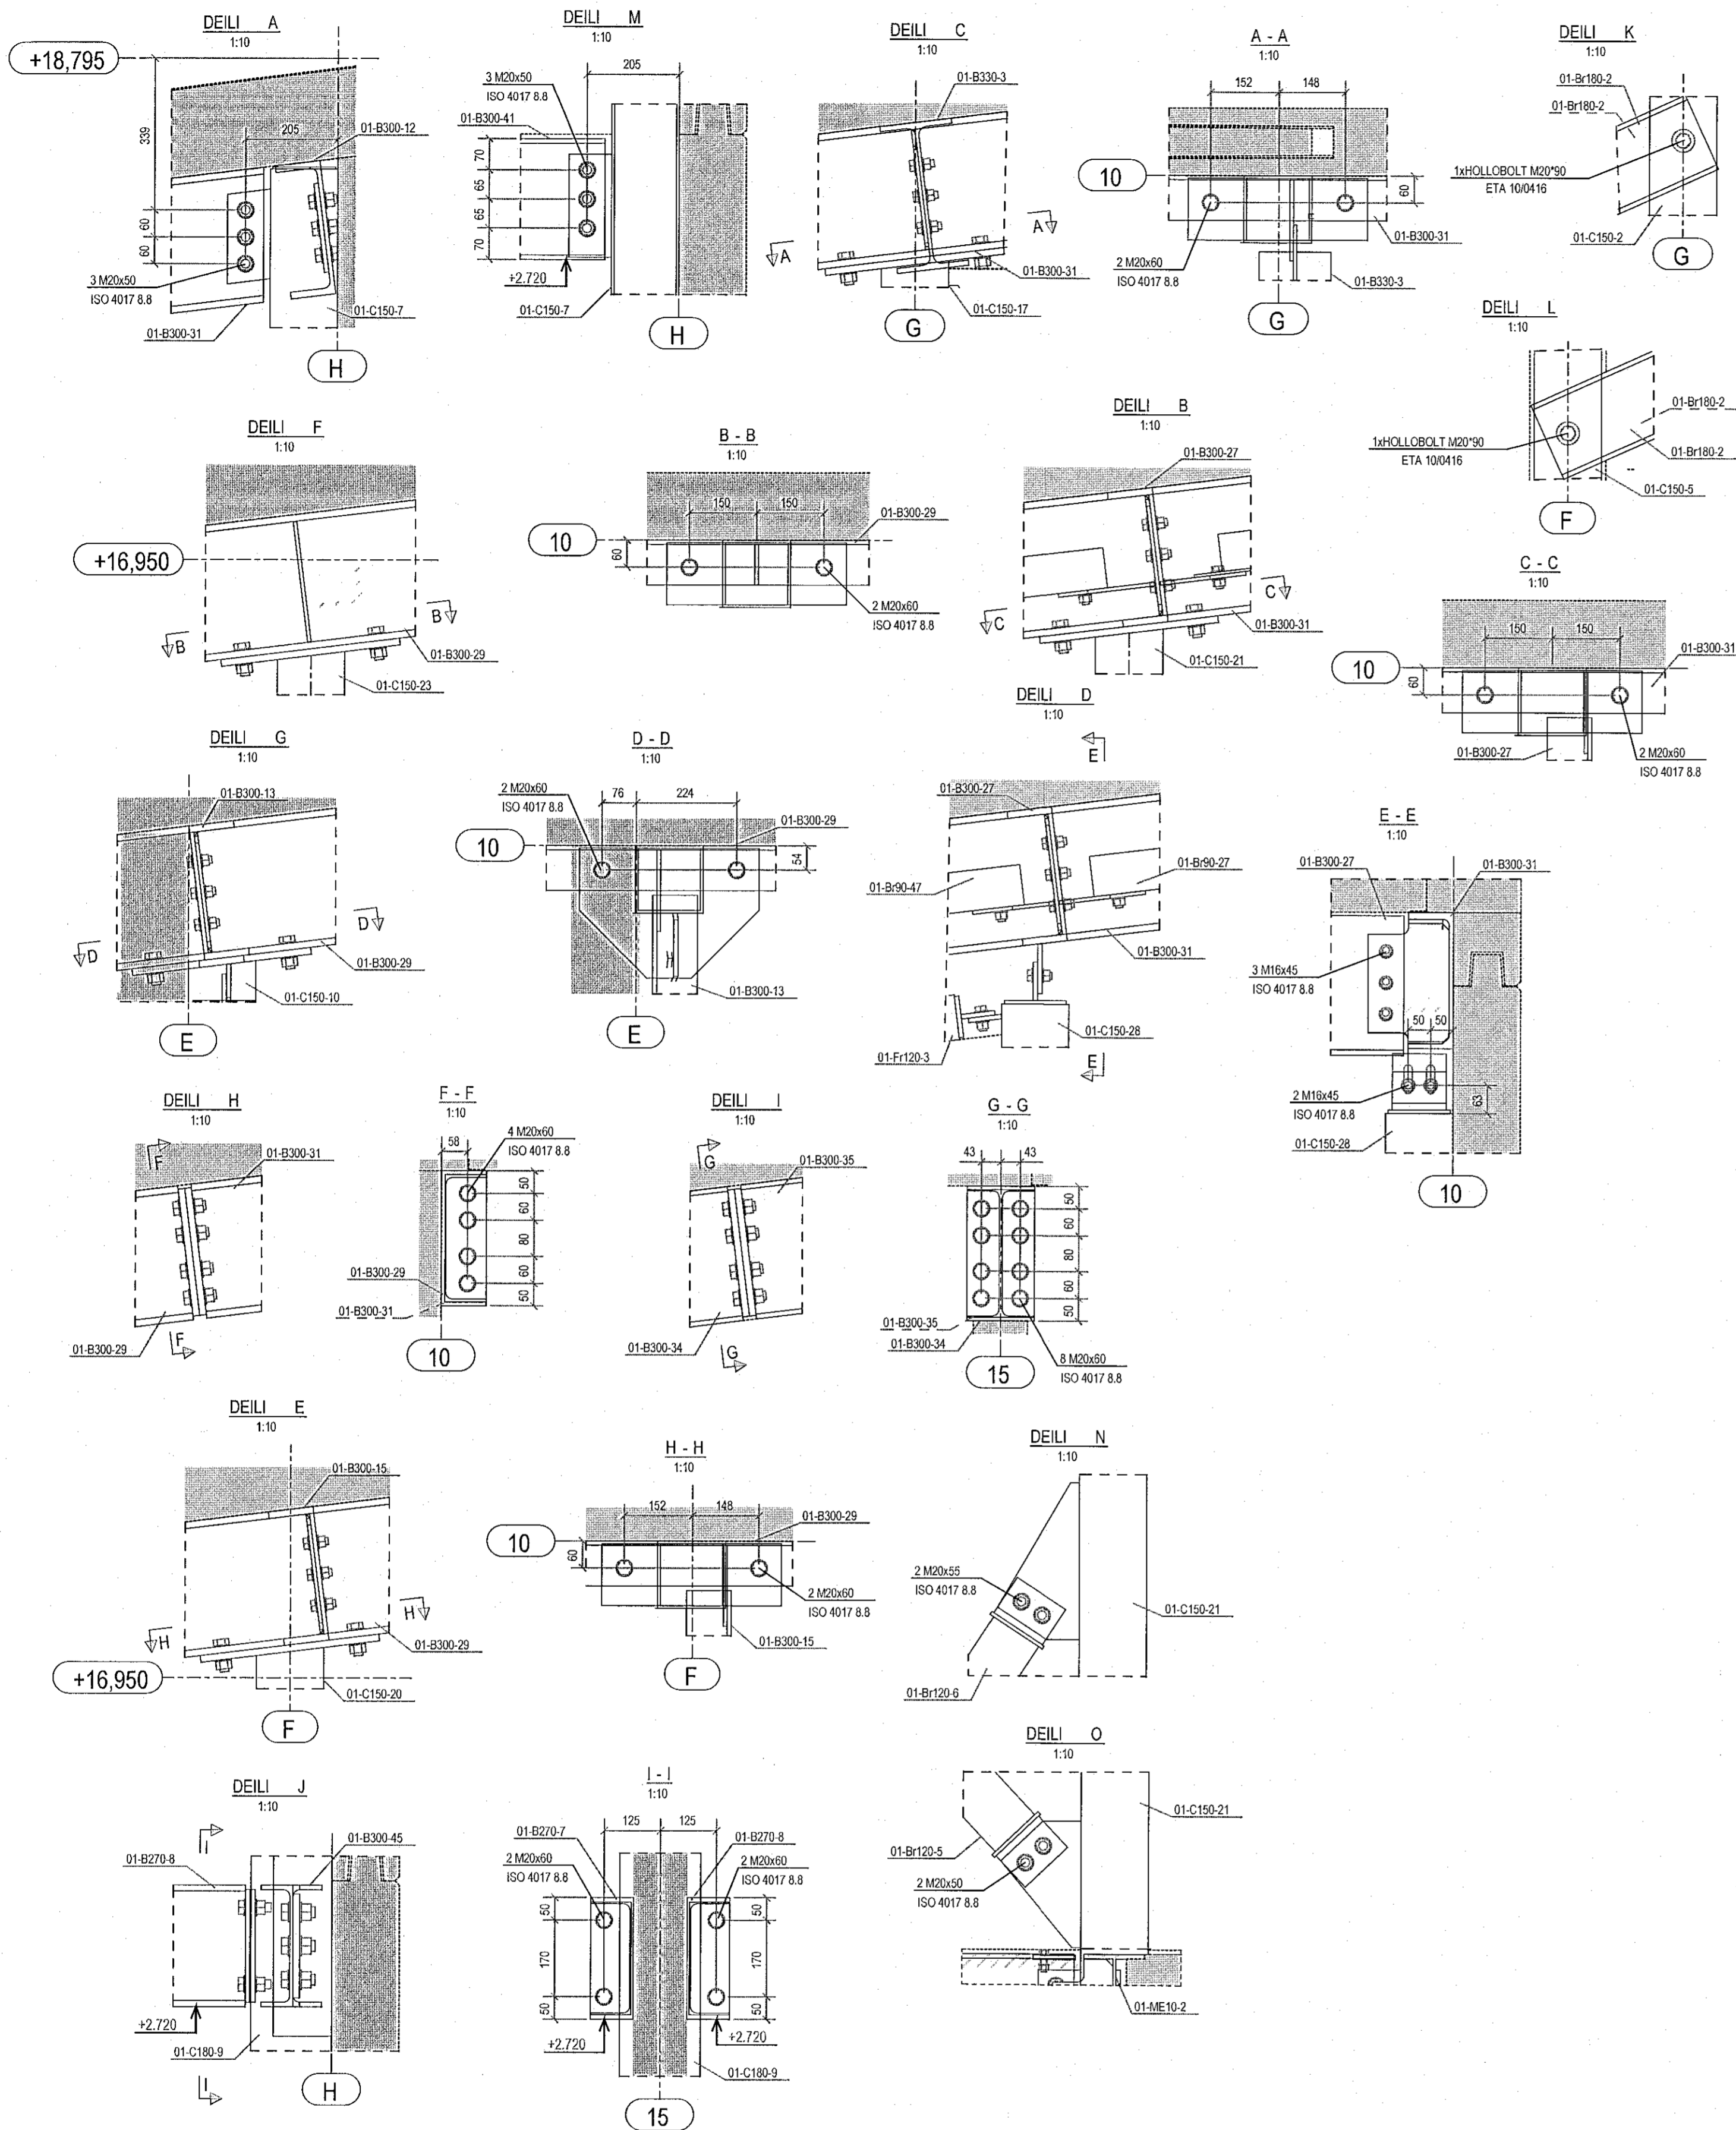 DEILI A
1:10
+18,795
339
205
01-B300-12
60
60
3 M20x50
ISO 4017 8.8
01-B300-31
01-C150-7
H
DEILI M
1:10
205
3 M20x50
ISO 4017 8.8
01-B300-41
70
65
65
70
+2.720
01-C150-7
H
DEILI C
1:10
01-B330-3
A
A
01-B300-31
01-C150-17
G
A - A
1:10
152
148
10
60
01-B300-31
2 M20x60
ISO 4017 8.8
01-B330-3
G
DEILI K
1:10
01-Br180-2
01-Br180-2
1xHOLLOBOLT M20*90
ETA 10/0416
01-C150-2
G
DEILI L
1:10
01-Br180-2
1xHOLLOBOLT M20*90
ETA 10/0416
01-Br180-2
01-C150-5
F
DEILI F
1:10
+16,950
B
B
01-B300-29
01-C150-23
B - B
1:10
150
150
01-B300-29
10
60
2 M20x60
ISO 4017 8.8
DEILI B
1:10
01-B300-27
C
C
01-B300-31
01-C150-21
C - C
1:10
150
150
01-B300-31
10
60
01-B300-27
2 M20x60
ISO 4017 8.8
DEILI G
1:10
01-B300-13
D
D
01-B300-29
01-C150-10
E
D - D
1:10
2 M20x60
ISO 4017 8.8
76
224
01-B300-29
10
54
01-B300-13
E
DEILI D
1:10
E
01-B300-27
01-Br90-27
01-Br90-47
01-B300-31
01-C150-28
01-Fr120-3
E
E - E
1:10
01-B300-27
01-B300-31
3 M16x45
ISO 4017 8.8
50
50
2 M16x45
ISO 4017 8.8
63
01-C150-28
10
DEILI H
1:10
F
01-B300-31
01-B300-29
F
F - F
1:10
58
4 M20x60
ISO 4017 8.8
50
60
80
60
50
01-B300-29
01-B300-31
10
DEILI I
1:10
G
01-B300-35
01-B300-34
G
G - G
1:10
43
43
50
60
80
60
50
01-B300-35
01-B300-34
8 M20x60
ISO 4017 8.8
15
DEILI E
1:10
01-B300-15
H
H
01-B300-29
+16,950
01-C150-20
F
H - H
1:10
152
148
01-B300-29
10
60
2 M20x60
ISO 4017 8.8
01-B300-15
F
DEILI N
1:10
2 M20x55
ISO 4017 8.8
01-C150-21
01-Br120-6
DEILI J
1:10
I
01-B300-45
01-B270-8
+2.720
01-C180-9
I
H
I - I
1:10
125
125
01-B270-7
01-B270-8
2 M20x60
ISO 4017 8.8
2 M20x60
ISO 4017 8.8
50
170
50
50
170
50
+2.720
+2.720
01-C180-9
15
DEILI O
1:10
01-C150-21
01-Br120-5
2 M20x50
ISO 4017 8.8
01-ME10-2